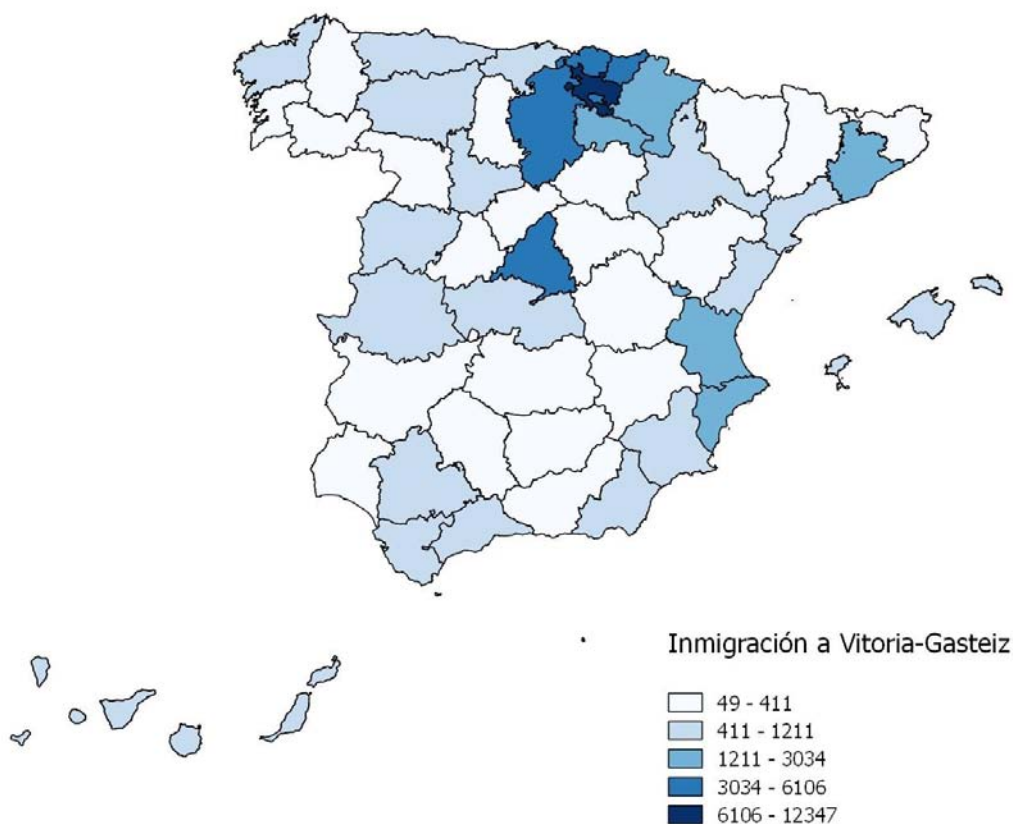 Inmigración a Vitoria-Gasteiz
49 - 411
411 - 1211
1211 - 3034
3034 - 6106
6106 - 12347